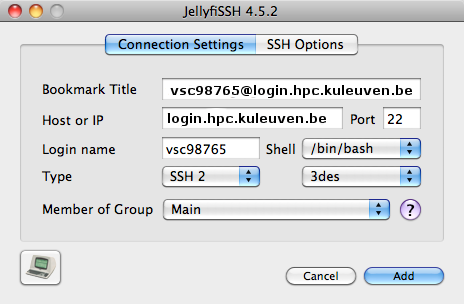 JellyfiSSH 4.5.2
Connection Settings SSH Options
Bookmark Title vsc98765@login.hpc.kuleuven.be
Host or IP login.hpc.kuleuven.be Port 22
Login name vsc98765 Shell /bin/bash
Type SSH 2 3des
Member of Group Main ?
Cancel Add